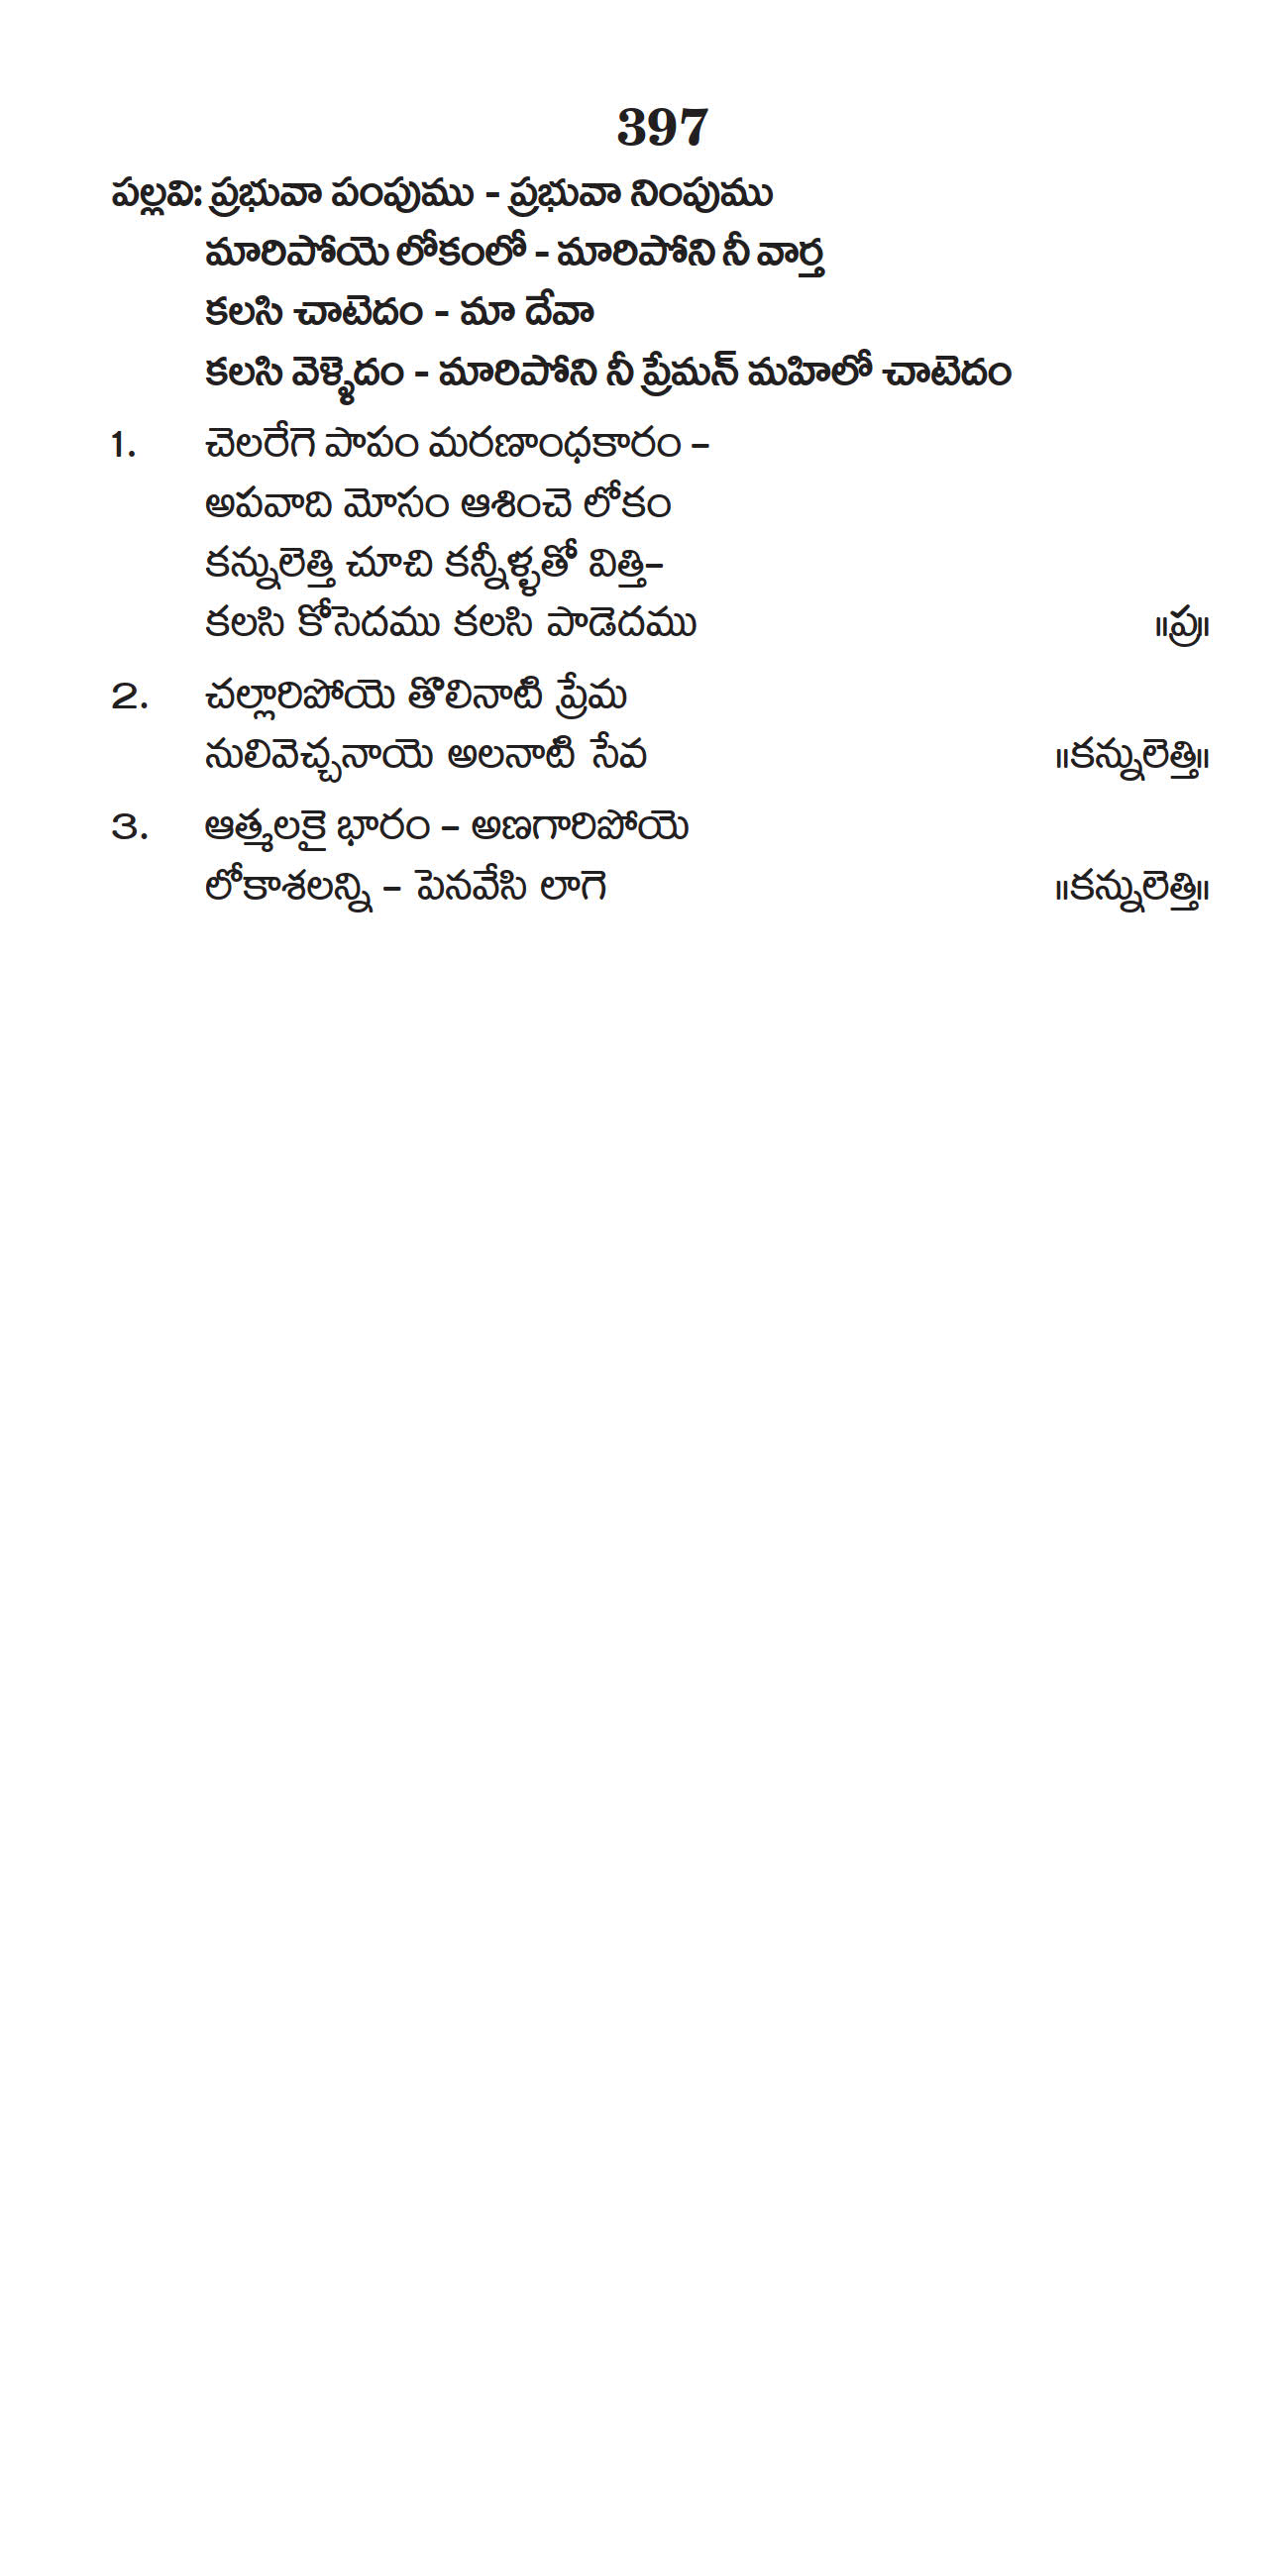 397
పల్లవి: ప్రభువా పంపుము - ప్రభువా నింపుము
మారిపోయె లోకంలో - మారిపోని నీ వార్త
కలసి చాటెదం - మా దేవా
కలసి వెళ్ళెదం - మారిపోని నీ ప్రేమన్ మహిలో చాటెదం
1. చెలరేగె పాపం మరణాంధకారం –
అపవాది మోసం ఆశించె లోకం
కన్నులెత్తి చూచి కన్నీళ్ళతో విత్తి–
కలసి కోసెదము కలసి పాడెదము ॥ప్ర॥
2. చల్లారిపోయె తొలినాటి ప్రేమ
నులివెచ్చనాయె అలనాటి సేవ ॥కన్నులెత్తి॥
3. ఆత్మలకై భారం – అణగారిపోయె
లోకాశలన్ని – పెనవేసి లాగె ॥కన్నులెత్తి॥